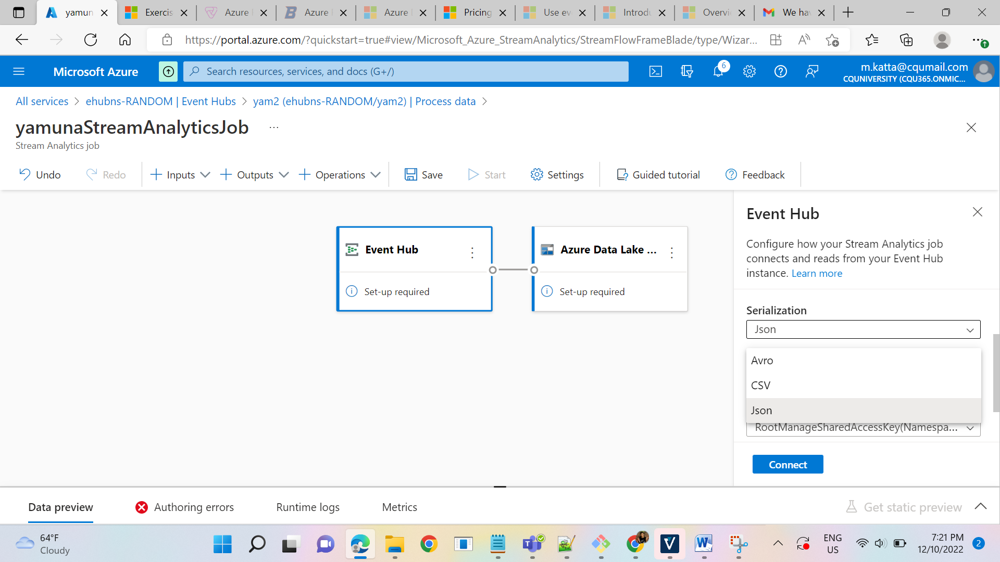 yamun
Exercis
Azure
Azure
Azure
Pricing
Use ev
Introdu
Overvie
We hav
https://portal.azure.com/?quickstart=true#view/Microsoft_Azure_StreamAnalytics/StreamFlowFrameBlade/type/Wizar...
Microsoft Azure
Search resources, services, and docs (G+/)
6
m.katta@cqumail.com
CQUNIVERSITY (CQU365.ONMIC...
All services > ehubns-RANDOM | Event Hubs > yam2 (ehubns-RANDOM/yam2) | Process data >
yamunaStreamAnalyticsJob ...
Stream Analytics job
Undo
Redo
Inputs
Outputs
Operations
Save
Start
Settings
Guided tutorial
Feedback
Event Hub
Set-up required
Azure Data Lake ...
Set-up required
Event Hub
Configure how your Stream Analytics job
connects and reads from your Event Hub
instance. Learn more
Serialization
Json
Avro
CSV
Json
RootManageSharedAccessKey(Namespa...
Connect
Data preview
Authoring errors
Runtime logs
Metrics
Get static preview
64°F
Cloudy
ENG
US
7:21 PM
12/10/2022
2